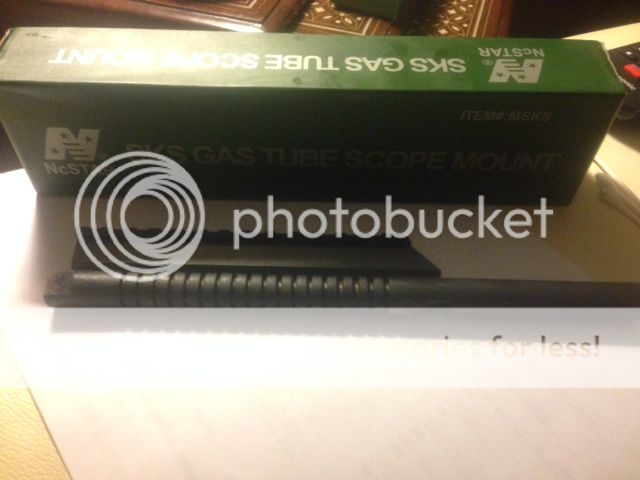 SKS GAS TUBE SCOPE MOUNT
NcSTAR
®
ITEM#:MSKS
NcSTAR
SKS GAS TUBE SCOPE MOUNT
photobucket
for less!